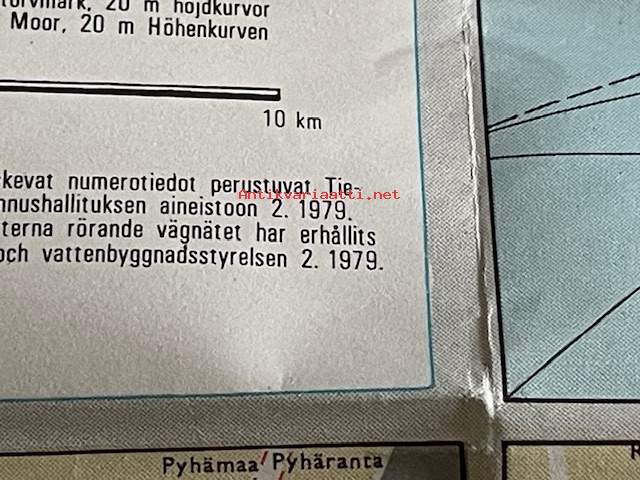 torvmark, 20 m höjdkurvor
Moor, 20 m Höhenkurven
10 km
kevat numerotiedot perustuvat Tie-
nnushallituksen aineistoon 2. 1979.
terna rörande vägnätet har erhållits
och vattenbyggnadsstyrelsen 2. 1979.
Antikvariaatti.net
Pyhämaa Pyhäranta